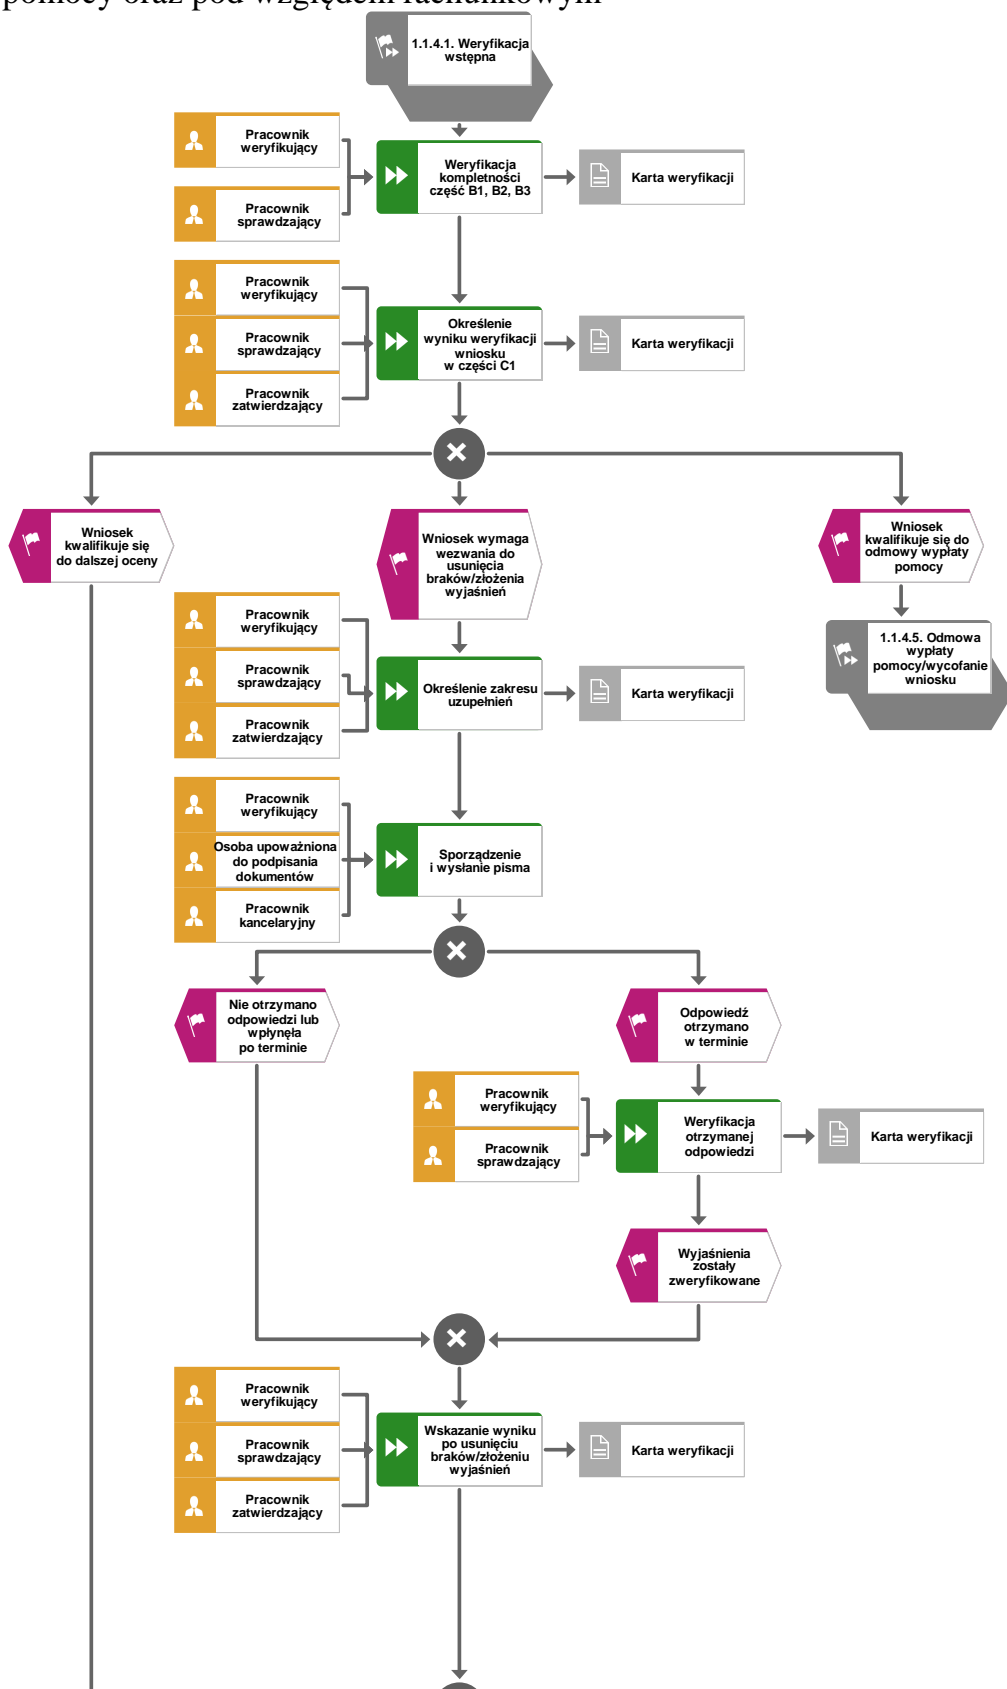 pomocy oraz pod względem rachunkowym
1.1.4.1. Weryfikacja
wstępna
Pracownik
weryfikujący
Pracownik
sprawdzający
Weryfikacja
kompletności
część B1, B2, B3
Karta weryfikacji
Pracownik
weryfikujący
Pracownik
sprawdzający
Pracownik
zatwierdzający
Określenie
wyniku weryfikacji
wniosku
w części C1
Karta weryfikacji
Wniosek
kwalifikuje się
do dalszej oceny
Wniosek wymaga
wezwania do
usunięcia
braków/złożenia
wyjaśnień
Wniosek
kwalifikuje się do
odmowy wypłaty
pomocy
1.1.4.5. Odmowa
wypłaty
pomocy/wycofanie
wniosku
Pracownik
weryfikujący
Pracownik
sprawdzający
Pracownik
zatwierdzający
Określenie zakresu
uzupełnień
Karta weryfikacji
Pracownik
weryfikujący
Osoba upoważniona
do podpisania
dokumentów
Pracownik
kancelaryjny
Sporządzenie
i wysłanie pisma
Nie otrzymano
odpowiedzi lub
wpłynęła
po terminie
Odpowiedź
otrzymano
w terminie
Pracownik
weryfikujący
Pracownik
sprawdzający
Weryfikacja
otrzymanej
odpowiedzi
Karta weryfikacji
Wyjaśnienia
zostały
zweryfikowane
Pracownik
weryfikujący
Pracownik
sprawdzający
Pracownik
zatwierdzający
Wskazanie wyniku
po usunięciu
braków/złożeniu
wyjaśnień
Karta weryfikacji